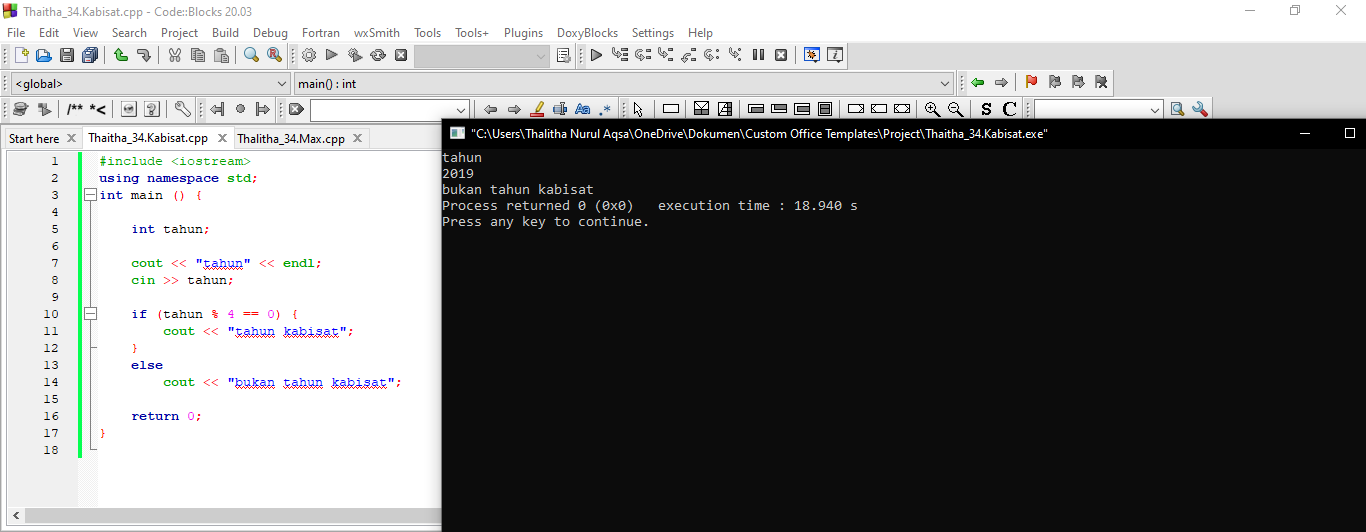 Thaitha_34.Kabisat.cpp - Code::Blocks 20.03
File Edit View Search Project Build Debug Fortran wxSmith Tools Tools+ Plugins DoxyBlocks Settings Help
<global> main() : int
/** *< ? Aa .* S C
Start here Thaitha_34.Kabisat.cpp Thalitha_34.Max.cpp
"C:\Users\Thalitha Nurul Aqsa\OneDrive\Dokumen\Custom Office Templates\Project\Thaitha_34.Kabisat.exe"
1 #include <iostream>
2 using namespace std;
3 int main () {
4
5 int tahun;
6
7 cout << "tahun" << endl;
8 cin >> tahun;
9
10 if (tahun % 4 == 0) {
11 cout << "tahun kabisat";
12 }
13 else
14 cout << "bukan tahun kabisat";
15
16 return 0;
17 }
18
tahun
2019
bukan tahun kabisat
Process returned 0 (0x0) execution time : 18.940 s
Press any key to continue.